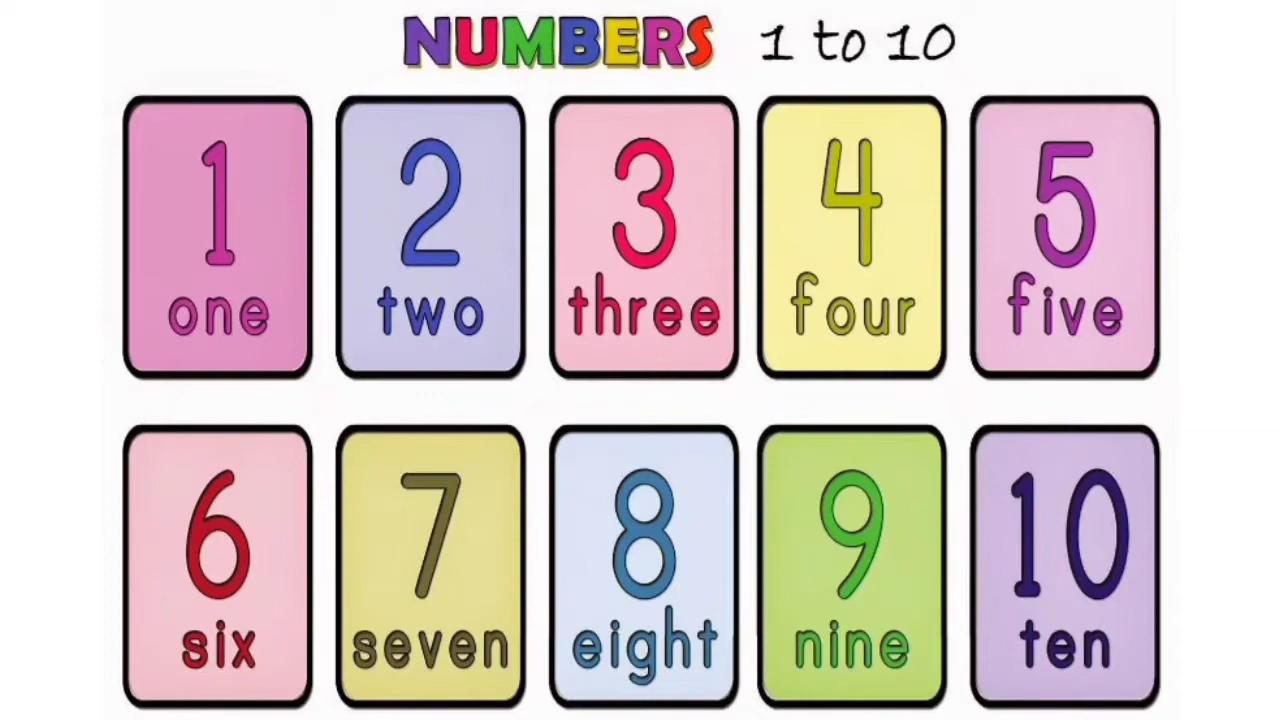 NUMBERS 1 to 10
1 2 3 4 5
one two three four five
6 7 8 9 10
six seven eight nine ten